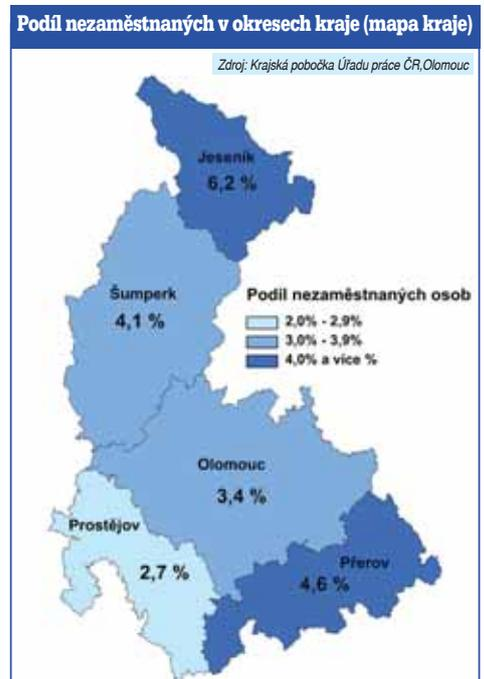 Podíl nezaměstnaných v okresech kraje (mapa kraje)
Zdroj: Krajská pobočka Úřadu práce ČR,Olomouc
Jeseník
6,2 %
Šumperk
4,1 %
Podíl nezaměstnaných osob
2,0% - 2,9%
3,0% - 3,9%
4,0% a více %
Olomouc
3,4 %
Prostějov
2,7 %
Přerov
4,6 %